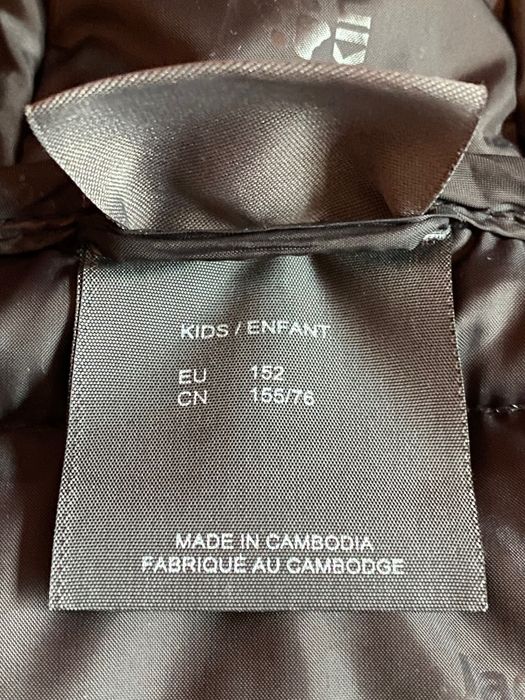 KIDS / ENFANT
EU 152
CN 155/76
MADE IN CAMBODIA
FABRIQUÉ AU CAMBODGE